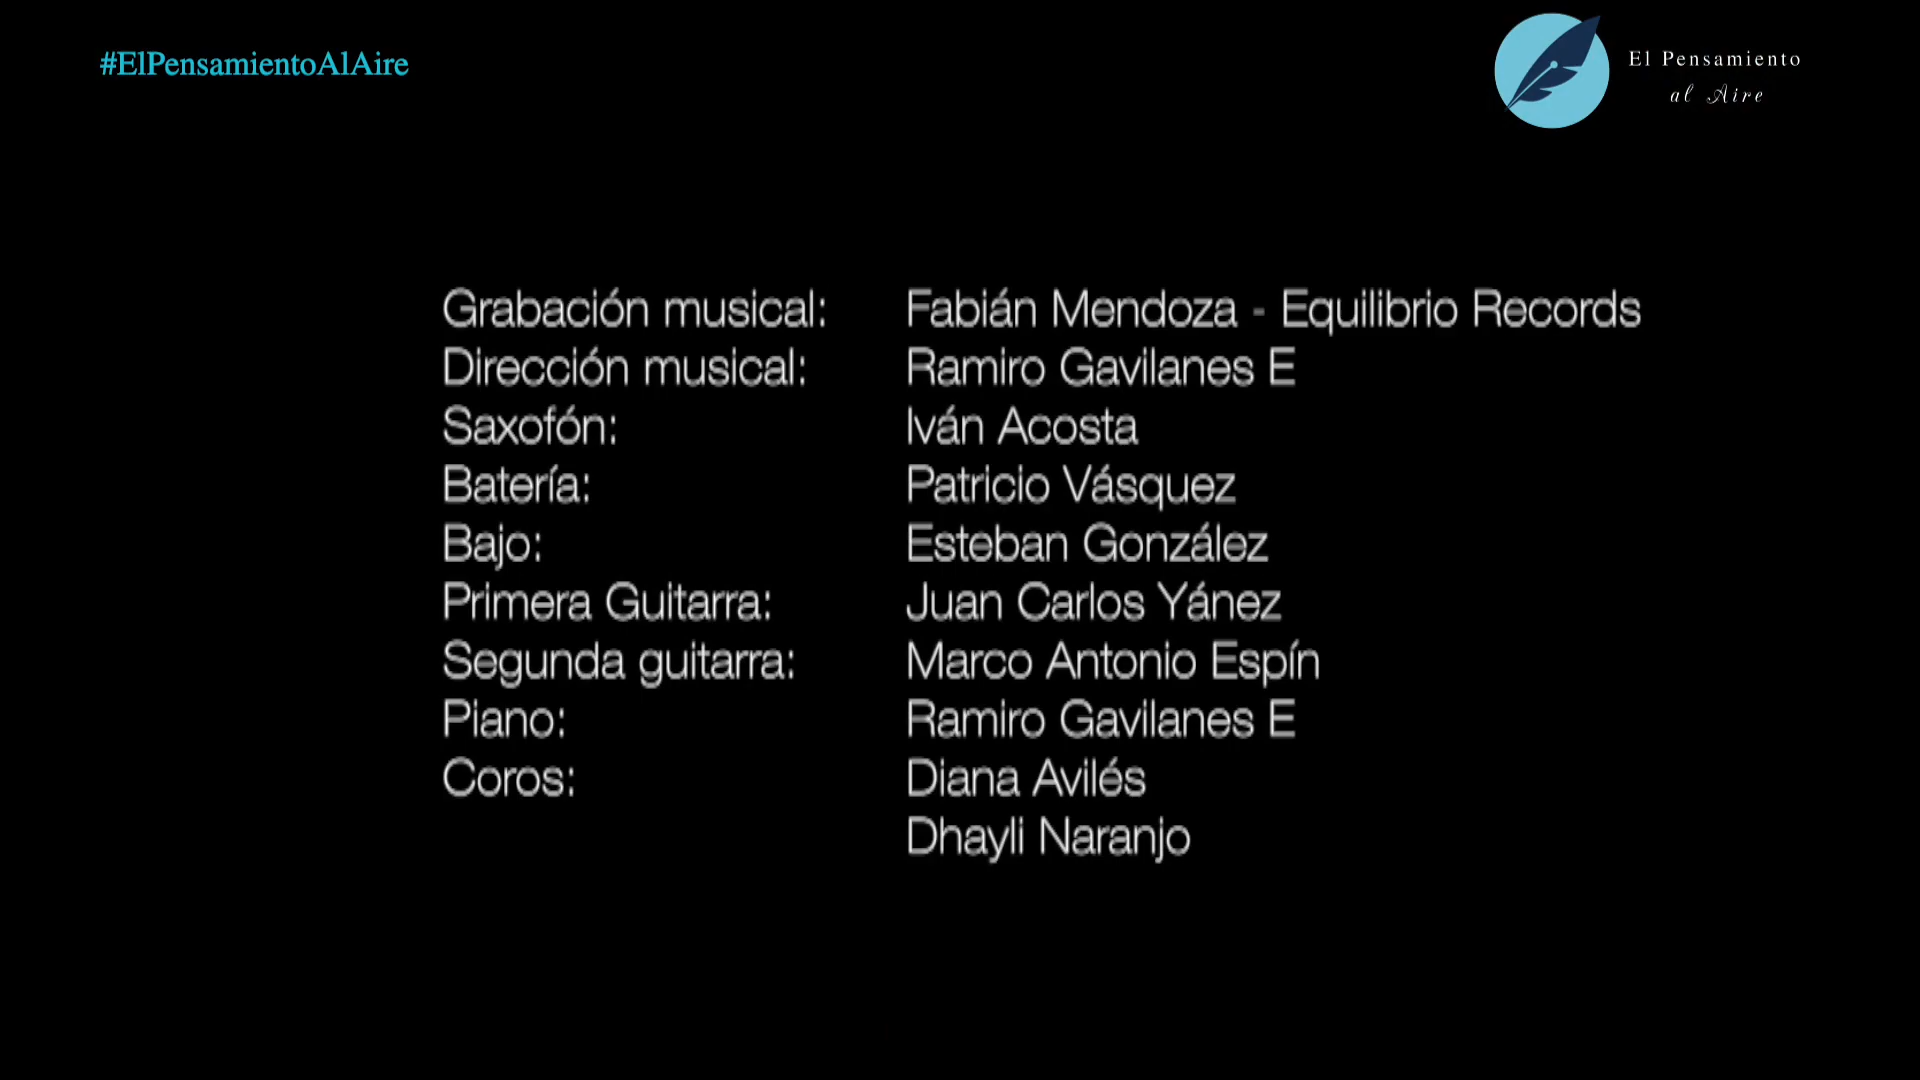 #ElPensamientoAlAire
El Pensamiento
al Aire
Grabación musical: Fabián Mendoza - Equilibrio Records
Dirección musical: Ramiro Gavilanes E
Saxofón: Iván Acosta
Batería: Patricio Vásquez
Bajo: Esteban González
Primera Guitarra: Juan Carlos Yánez
Segunda guitarra: Marco Antonio Espín
Piano: Ramiro Gavilanes E
Coros: Diana Avilés
Dhayli Naranjo